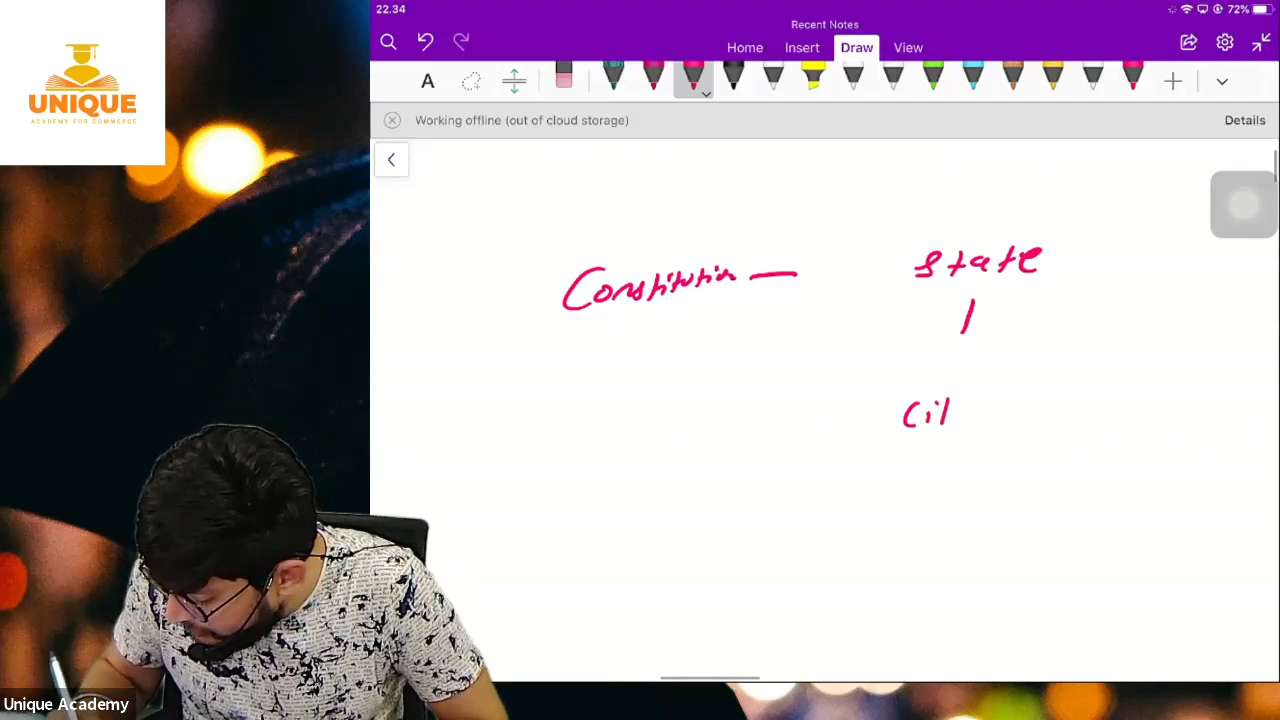 22.34
72%
UNIQUE
ACADEMY FOR COMMERCE
Recent Notes
Home Insert Draw View
A
Working offline (out of cloud storage)
Details
Constitution — State
Cit
Unique Academy